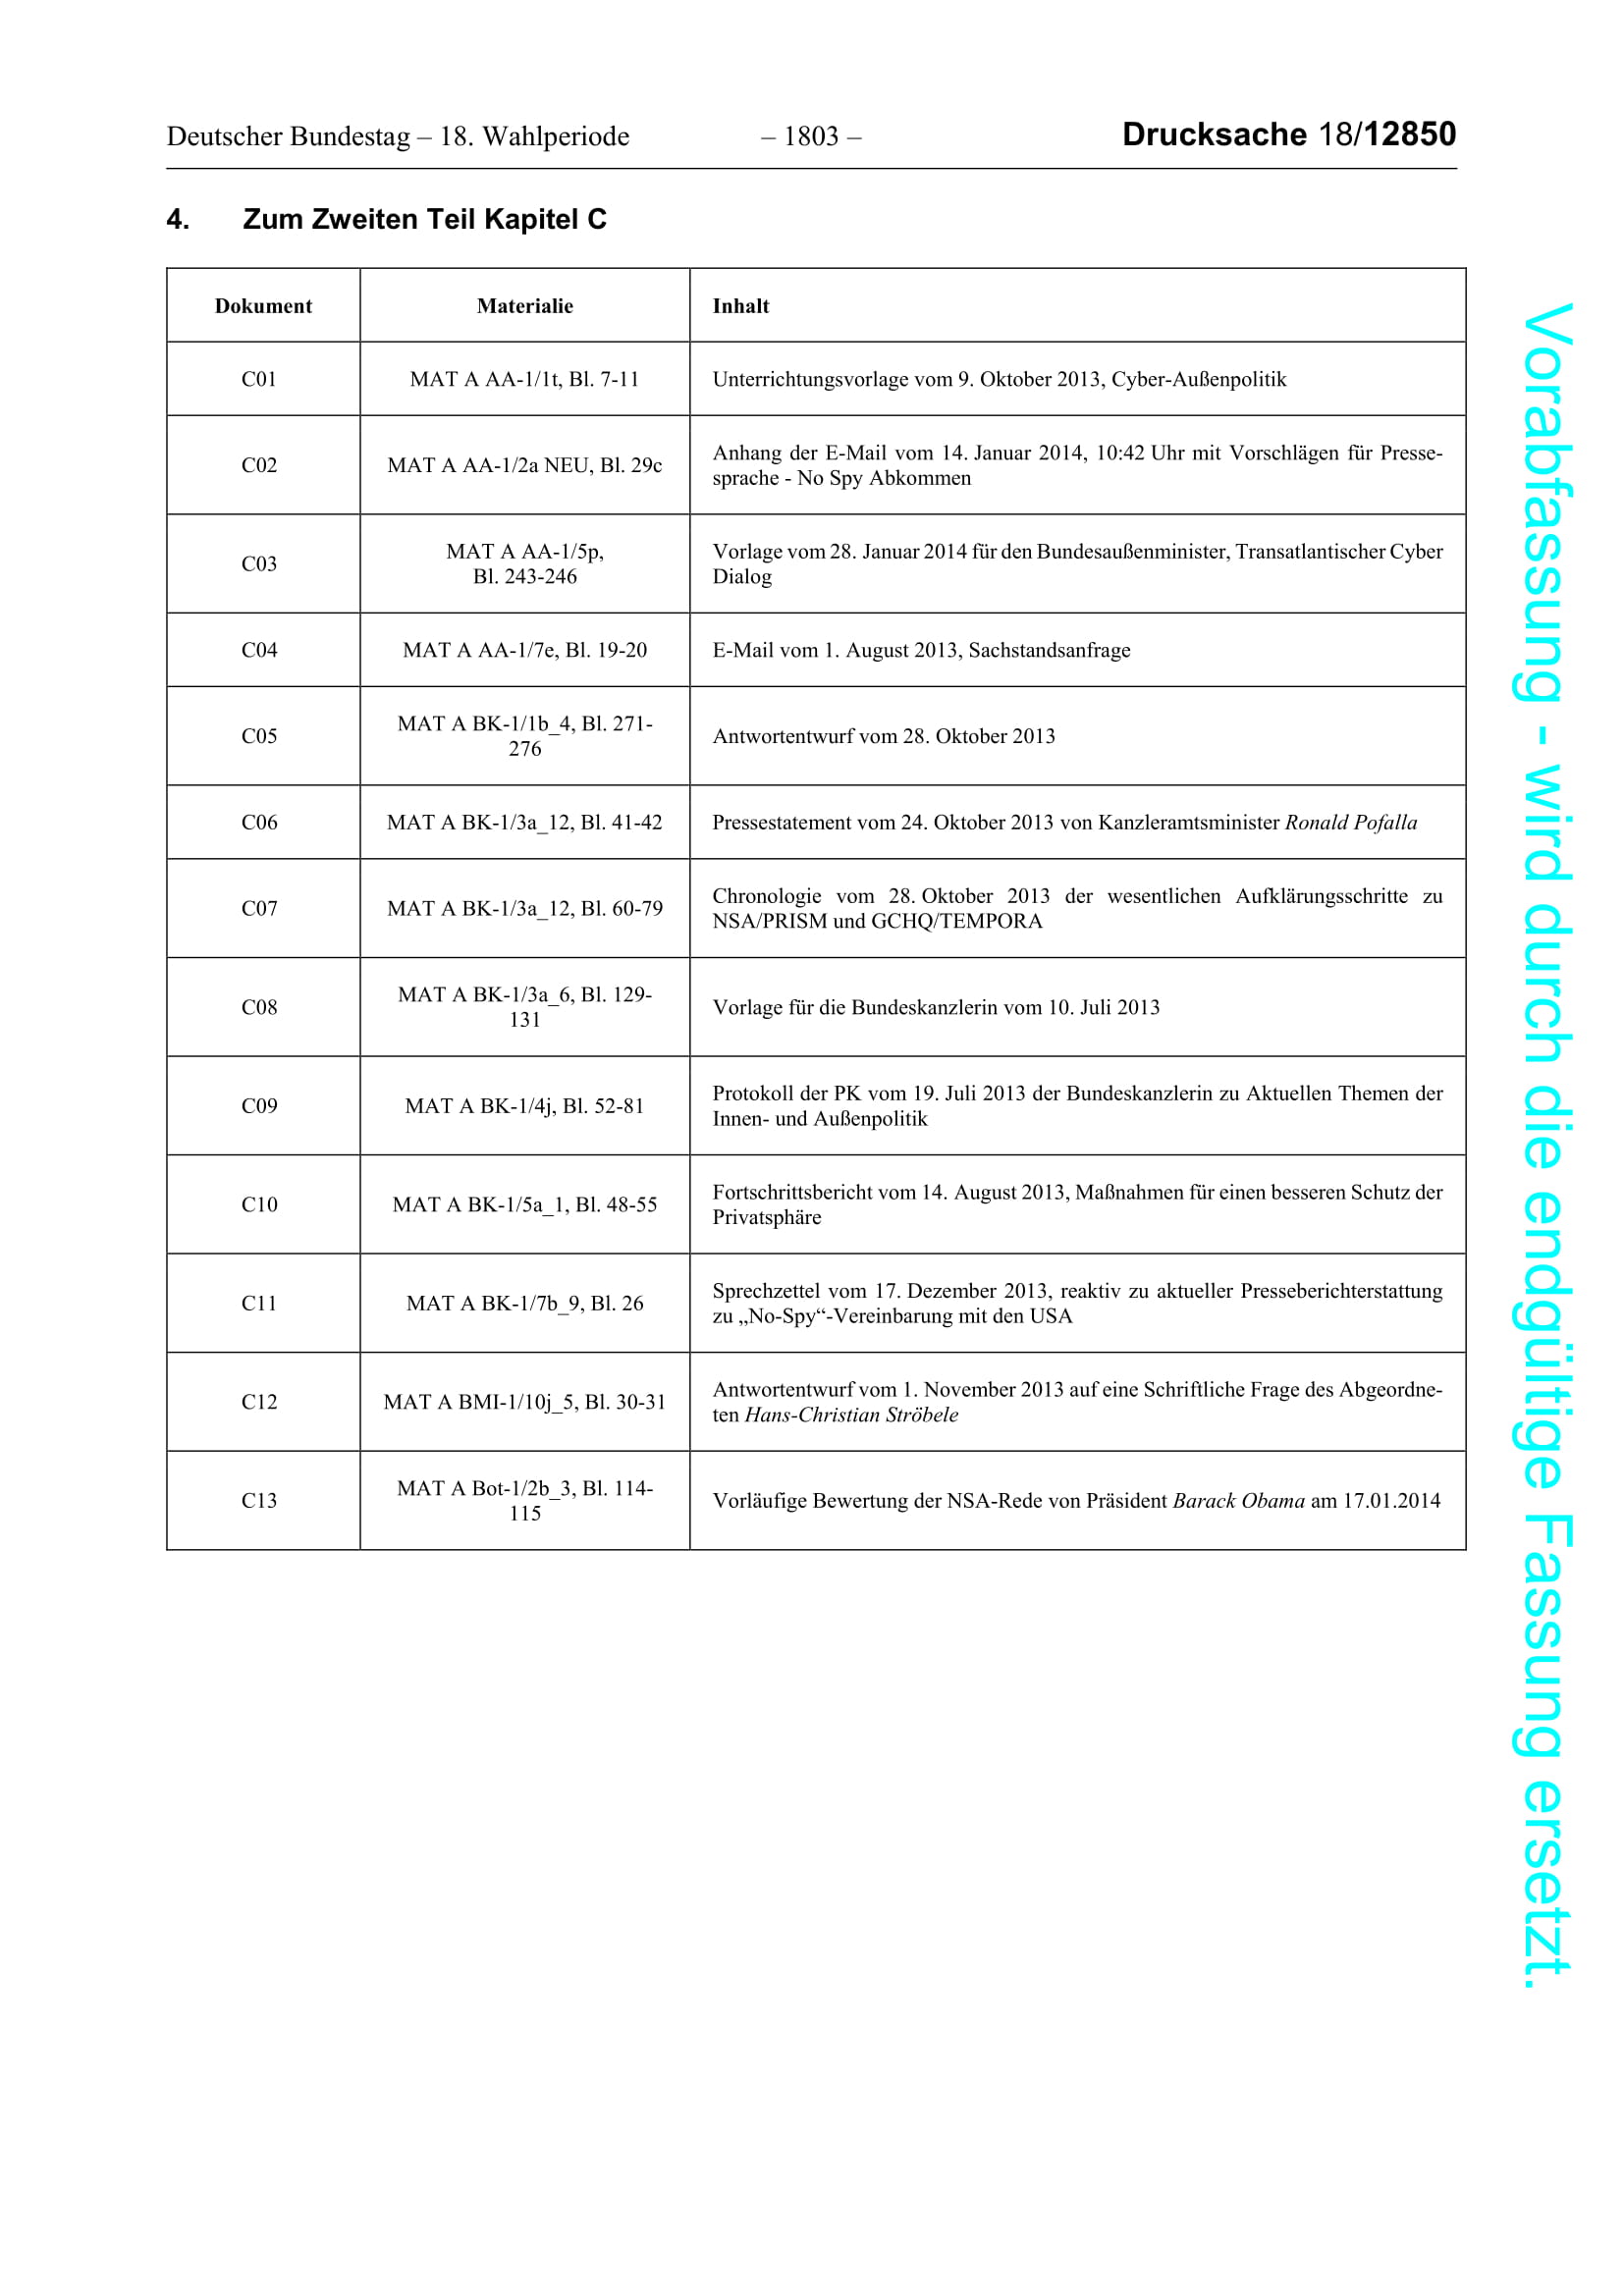 Deutscher Bundestag – 18. Wahlperiode – 1803 – Drucksache 18/12850
4. Zum Zweiten Teil Kapitel C
Dokument Materialie Inhalt
C01 MAT A AA-1/1t, Bl. 7-11 Unterrichtungsvorlage vom 9. Oktober 2013, Cyber-Außenpolitik
C02 MAT A AA-1/2a NEU, Bl. 29c Anhang der E-Mail vom 14. Januar 2014, 10:42 Uhr mit Vorschlägen für Presse-
sprache - No Spy Abkommen
C03 MAT A AA-1/5p,
Bl. 243-246
Vorlage vom 28. Januar 2014 für den Bundesaußenminister, Transatlantischer Cyber
Dialog
C04 MAT A AA-1/7e, Bl. 19-20 E-Mail vom 1. August 2013, Sachstandsanfrage
C05 MAT A BK-1/1b_4, Bl. 271-
276
Antwortentwurf vom 28. Oktober 2013
C06 MAT A BK-1/3a_12, Bl. 41-42 Pressestatement vom 24. Oktober 2013 von Kanzleramtsminister Ronald Pofalla
C07 MAT A BK-1/3a_12, Bl. 60-79 Chronologie vom 28. Oktober 2013 der wesentlichen Aufklärungsschritte zu
NSA/PRISM und GCHQ/TEMPORA
C08 MAT A BK-1/3a_6, Bl. 129-
131
Vorlage für die Bundeskanzlerin vom 10. Juli 2013
C09 MAT A BK-1/4j, Bl. 52-81 Protokoll der PK vom 19. Juli 2013 der Bundeskanzlerin zu Aktuellen Themen der
Innen- und Außenpolitik
C10 MAT A BK-1/5a_1, Bl. 48-55 Fortschrittsbericht vom 14. August 2013, Maßnahmen für einen besseren Schutz der
Privatsphäre
C11 MAT A BK-1/7b_9, Bl. 26 Sprechzettel vom 17. Dezember 2013, reaktiv zu aktueller Presseberichterstattung
zu „No-Spy“-Vereinbarung mit den USA
C12 MAT A BMI-1/10j_5, Bl. 30-31 Antwortentwurf vom 1. November 2013 auf eine Schriftliche Frage des Abgeordne-
ten Hans-Christian Ströbele
C13 MAT A Bot-1/2b_3, Bl. 114-
115
Vorläufige Bewertung der NSA-Rede von Präsident Barack Obama am 17.01.2014
Vorabfassung - wird durch die endgültige Fassung ersetzt.